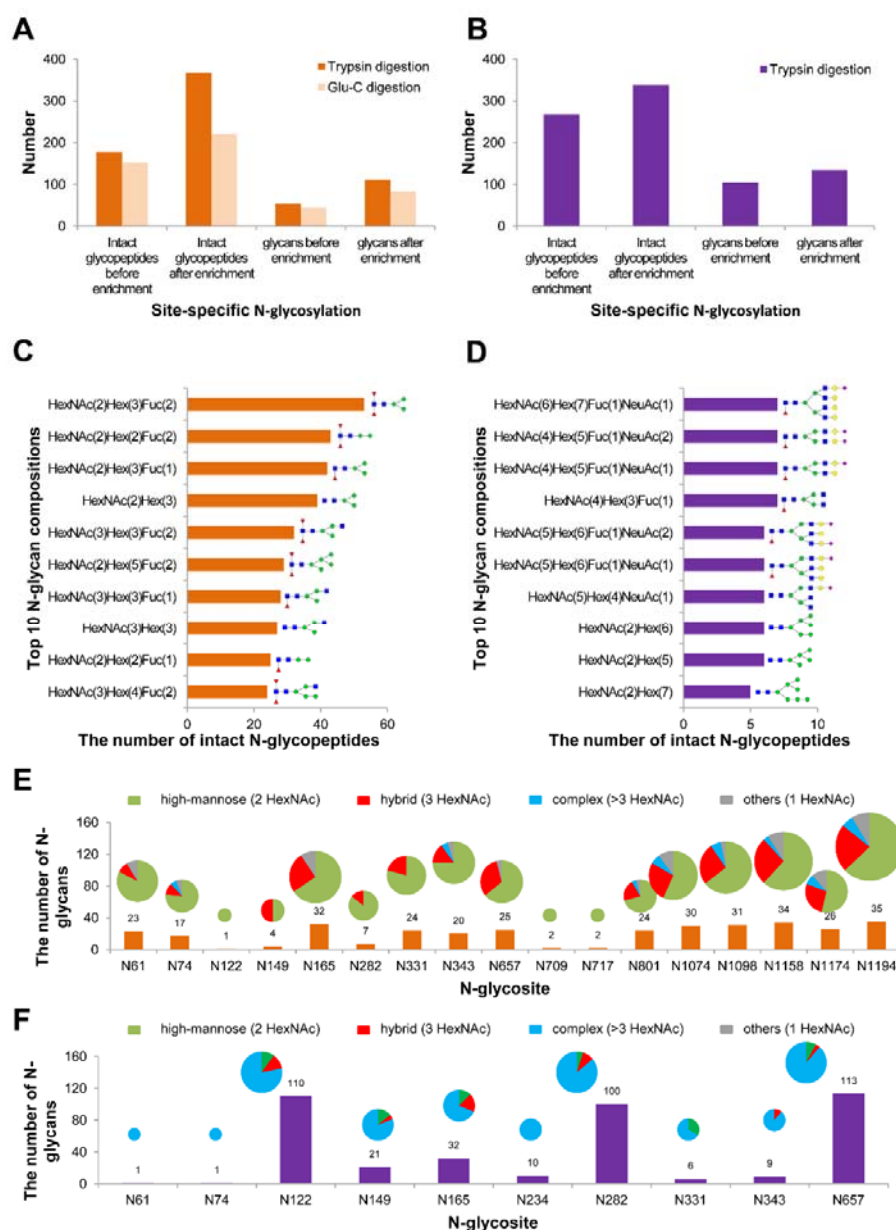 A
400
300
200
100
0
Number
Trypsin digestion
Glu-C digestion
Intact glycopeptides before enrichment
Intact glycopeptides after enrichment
glycans before enrichment
glycans after enrichment
Site-specific N-glycosylation
B
400
300
200
100
0
Number
Trypsin digestion
Intact glycopeptides before enrichment
Intact glycopeptides after enrichment
glycans before enrichment
glycans after enrichment
Site-specific N-glycosylation
C
Top 10 N-glycan compositions
HexNAc(2)Hex(3)Fuc(2)
HexNAc(2)Hex(2)Fuc(2)
HexNAc(2)Hex(3)Fuc(1)
HexNAc(2)Hex(3)
HexNAc(3)Hex(3)Fuc(2)
HexNAc(2)Hex(5)Fuc(2)
HexNAc(3)Hex(3)Fuc(1)
HexNAc(3)Hex(3)
HexNAc(2)Hex(2)Fuc(1)
HexNAc(3)Hex(4)Fuc(2)
0 20 40 60
The number of intact N-glycopeptides
D
Top 10 N-glycan compositions
HexNAc(6)Hex(7)Fuc(1)NeuAc(1)
HexNAc(4)Hex(5)Fuc(1)NeuAc(2)
HexNAc(4)Hex(5)Fuc(1)NeuAc(1)
HexNAc(4)Hex(3)Fuc(1)
HexNAc(5)Hex(6)Fuc(1)NeuAc(2)
HexNAc(5)Hex(6)Fuc(1)NeuAc(1)
HexNAc(5)Hex(4)NeuAc(1)
HexNAc(2)Hex(6)
HexNAc(2)Hex(5)
HexNAc(2)Hex(7)
0 5 10
The number of intact N-glycopeptides
E
high-mannose (2 HexNAc) hybrid (3 HexNAc) complex (>3 HexNAc) others (1 HexNAc)
The number of N-
glycans
160
120
80
40
0
23 17 1 4 32 7 24 20 25 2 2 24 30 31 34 26 35
N61 N74 N122 N149 N165 N282 N331 N343 N657 N709 N717 N801 N1074 N1098 N1158 N1174 N1194
N-glycosite
F
high-mannose (2 HexNAc) hybrid (3 HexNAc) complex (>3 HexNAc) others (1 HexNAc)
The number of N-
glycans
160
120
80
40
0
1 1 110 21 32 10 100 6 9 113
N61 N74 N122 N149 N165 N234 N282 N331 N343 N657
N-glycosite